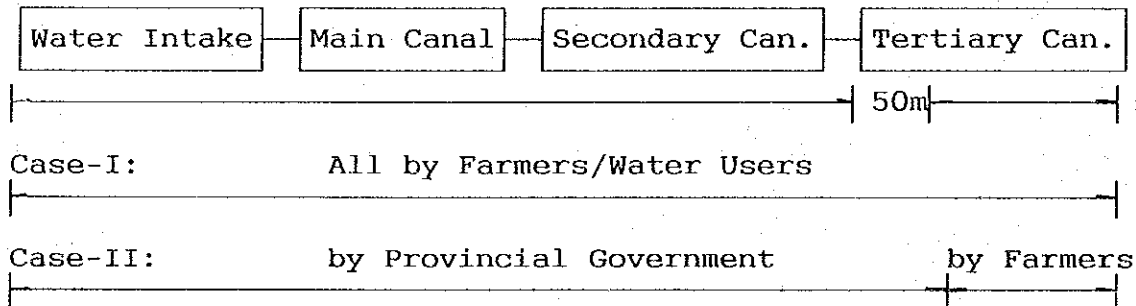 Water Intake Main Canal Secondary Can. Tertiary Can.
50m
Case-I: All by Farmers/Water Users
Case-II: by Provincial Government by Farmers